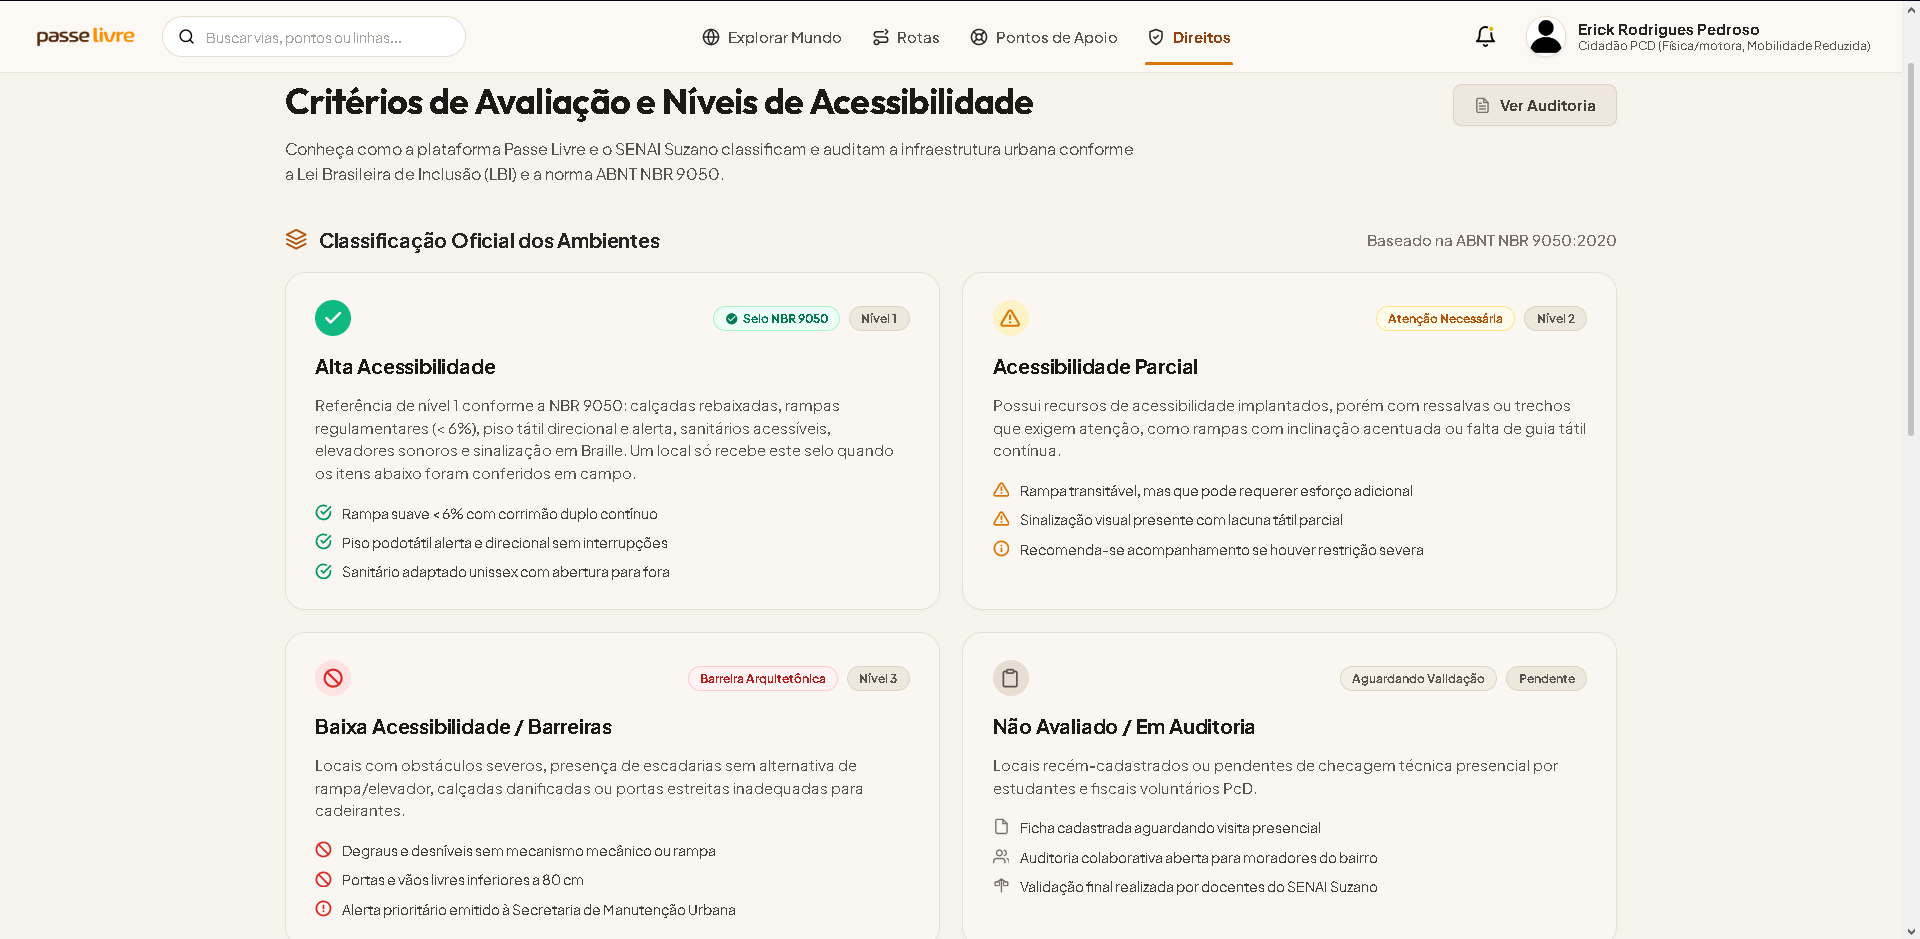 passe livre
Buscar vias, pontos ou linhas...
Explorar Mundo
Rotas
Pontos de Apoio
Direitos
Erick Rodrigues Pedroso
Cidadão PCD (Física/motora, Mobilidade Reduzida)
Critérios de Avaliação e Níveis de Acessibilidade
Ver Auditoria
Conheça como a plataforma Passe Livre e o SENAI Suzano classificam e auditam a infraestrutura urbana conforme
a Lei Brasileira de Inclusão (LBI) e a norma ABNT NBR 9050.
Classificação Oficial dos Ambientes
Baseado na ABNT NBR 9050:2020
Selo NBR 9050
Nível 1
Alta Acessibilidade
Referência de nível 1 conforme a NBR 9050: calçadas rebaixadas, rampas
regulamentares (< 6%), piso tátil direcional e alerta, sanitários acessíveis,
elevadores sonoros e sinalização em Braille. Um local só recebe este selo quando
os itens abaixo foram conferidos em campo.
Rampa suave < 6% com corrimão duplo contínuo
Piso podotátil alerta e direcional sem interrupções
Sanitário adaptado unissex com abertura para fora
Atenção Necessária
Nível 2
Acessibilidade Parcial
Possui recursos de acessibilidade implantados, porém com ressalvas ou trechos
que exigem atenção, como rampas com inclinação acentuada ou falta de guia tátil
contínua.
Rampa transitável, mas que pode requerer esforço adicional
Sinalização visual presente com lacuna tátil parcial
Recomenda-se acompanhamento se houver restrição severa
Barreira Arquitetônica
Nível 3
Baixa Acessibilidade / Barreiras
Locais com obstáculos severos, presença de escadarias sem alternativa de
rampa/elevador, calçadas danificadas ou portas estreitas inadequadas para
cadeirantes.
Degraus e desníveis sem mecanismo mecânico ou rampa
Portas e vãos livres inferiores a 80 cm
Alerta prioritário emitido à Secretaria de Manutenção Urbana
Aguardando Validação
Pendente
Não Avaliado / Em Auditoria
Locais recém-cadastrados ou pendentes de checagem técnica presencial por
estudantes e fiscais voluntários PcD.
Ficha cadastrada aguardando visita presencial
Auditoria colaborativa aberta para moradores do bairro
Validação final realizada por docentes do SENAI Suzano